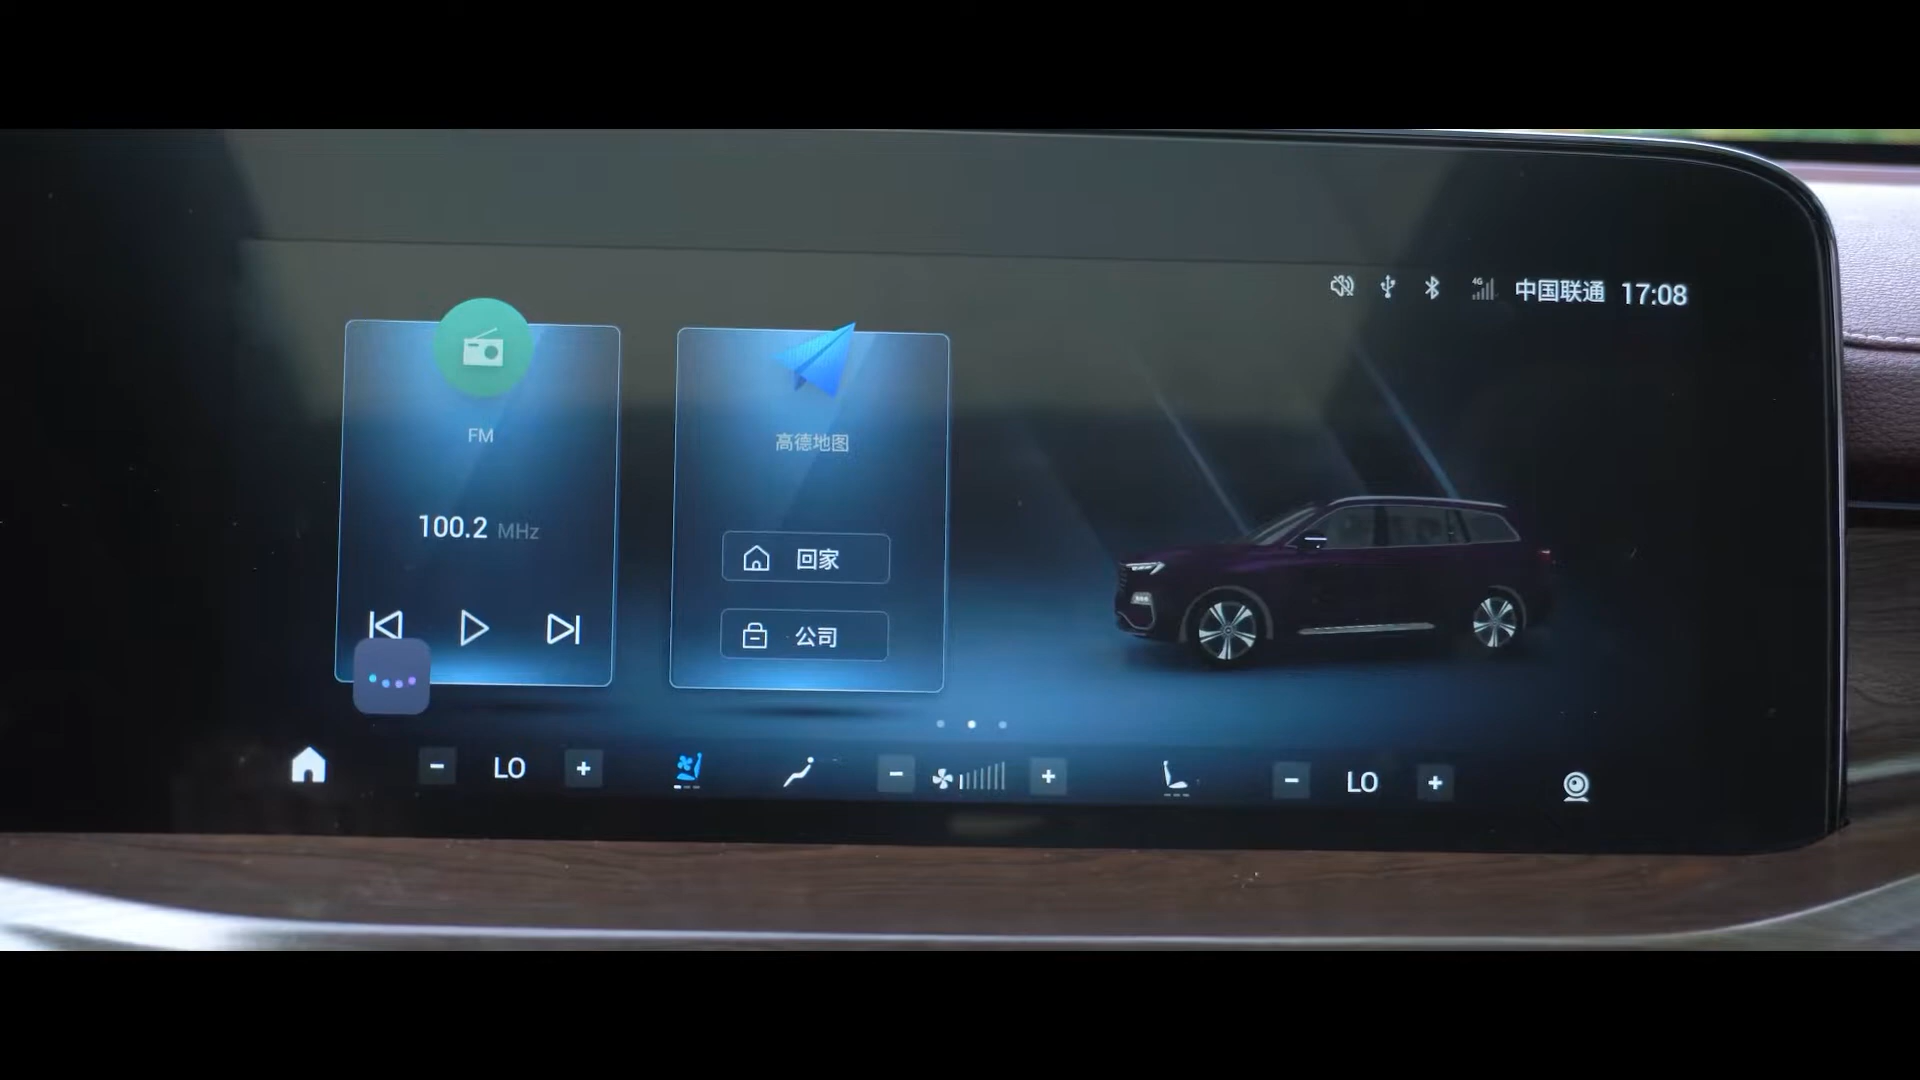 4G 中国联通 17:08
FM
100.2 MHz
高德地图
回家
公司
- LO +
- +
- LO +